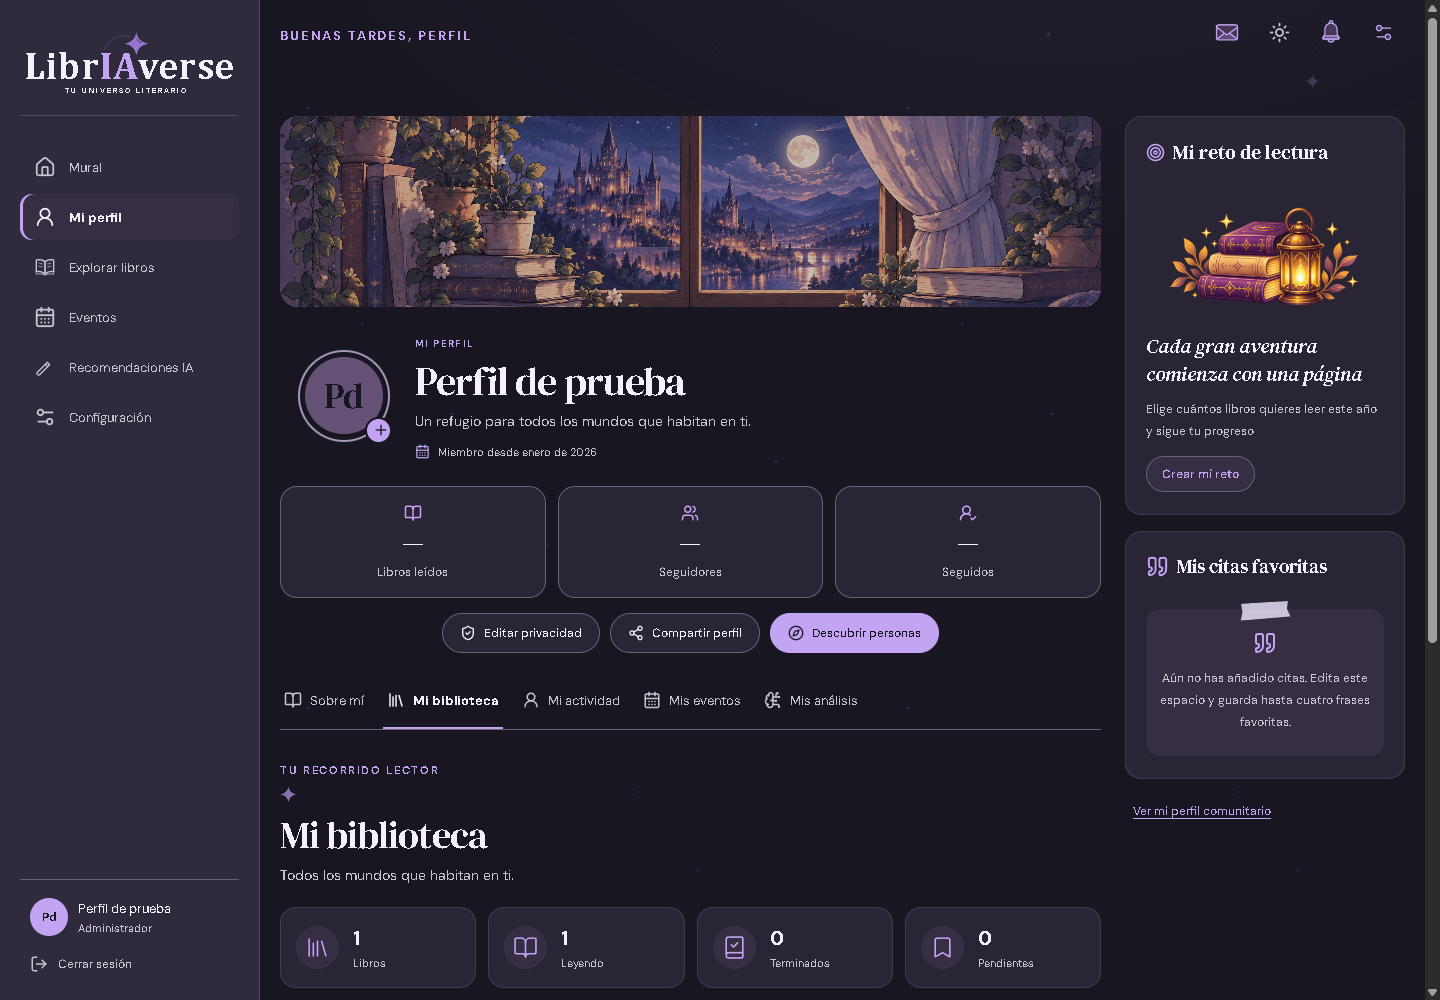 LibrIAverse
TU UNIVERSO LITERARIO
Mural
Mi perfil
Explorar libros
Eventos
Recomendaciones IA
Configuración
Pd
Perfil de prueba
Administrador
Cerrar sesión
BUENAS TARDES, PERFIL
Pd
MI PERFIL
Perfil de prueba
Un refugio para todos los mundos que habitan en ti.
Miembro desde enero de 2026
—
Libros leídos
—
Seguidores
—
Seguidos
Editar privacidad
Compartir perfil
Descubrir personas
Sobre mí
Mi biblioteca
Mi actividad
Mis eventos
Mis análisis
TU RECORRIDO LECTOR
Mi biblioteca
Todos los mundos que habitan en ti.
1
Libros
1
Leyendo
0
Terminados
0
Pendientes
Mi reto de lectura
Cada gran aventura
comienza con una página
Elige cuántos libros quieres leer este año
y sigue tu progreso
Crear mi reto
Mis citas favoritas
Aún no has añadido citas. Edita este
espacio y guarda hasta cuatro frases
favoritas.
Ver mi perfil comunitario